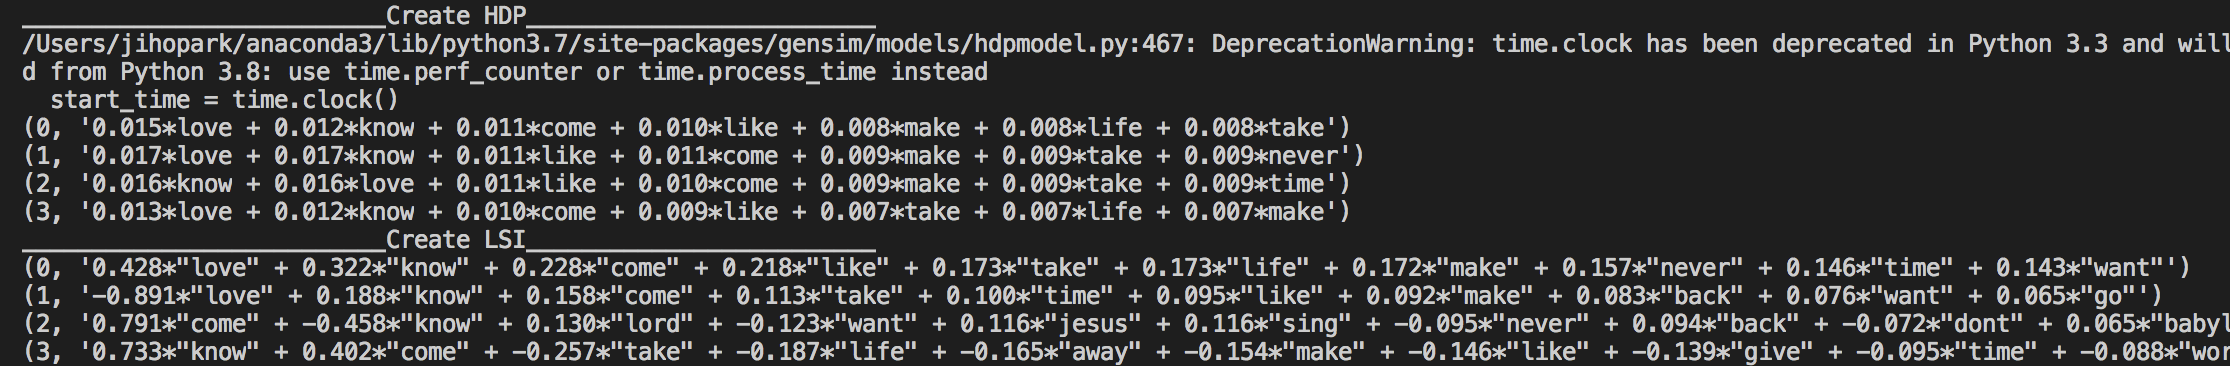 __________________________Create HDP_________________________
/Users/jihopark/anaconda3/lib/python3.7/site-packages/gensim/models/hdpmodel.py:467: DeprecationWarning: time.clock has been deprecated in Python 3.3 and will
d from Python 3.8: use time.perf_counter or time.process_time instead
  start_time = time.clock()
(0, '0.015*love + 0.012*know + 0.011*come + 0.010*like + 0.008*make + 0.008*life + 0.008*take')
(1, '0.017*love + 0.017*know + 0.011*like + 0.011*come + 0.009*make + 0.009*take + 0.009*never')
(2, '0.016*know + 0.016*love + 0.011*like + 0.010*come + 0.009*make + 0.009*take + 0.009*time')
(3, '0.013*love + 0.012*know + 0.010*come + 0.009*like + 0.007*take + 0.007*life + 0.007*make')
__________________________Create LSI_________________________
(0, '0.428*"love" + 0.322*"know" + 0.228*"come" + 0.218*"like" + 0.173*"take" + 0.173*"life" + 0.172*"make" + 0.157*"never" + 0.146*"time" + 0.143*"want"')
(1, '-0.891*"love" + 0.188*"know" + 0.158*"come" + 0.113*"take" + 0.100*"time" + 0.095*"like" + 0.092*"make" + 0.083*"back" + 0.076*"want" + 0.065*"go"')
(2, '0.791*"come" + -0.458*"know" + 0.130*"lord" + -0.123*"want" + 0.116*"jesus" + 0.116*"sing" + -0.095*"never" + 0.094*"back" + -0.072*"dont" + 0.065*"babyl
(3, '0.733*"know" + 0.402*"come" + -0.257*"take" + -0.187*"life" + -0.165*"away" + -0.154*"make" + -0.146*"like" + -0.139*"give" + -0.095*"time" + -0.088*"wor